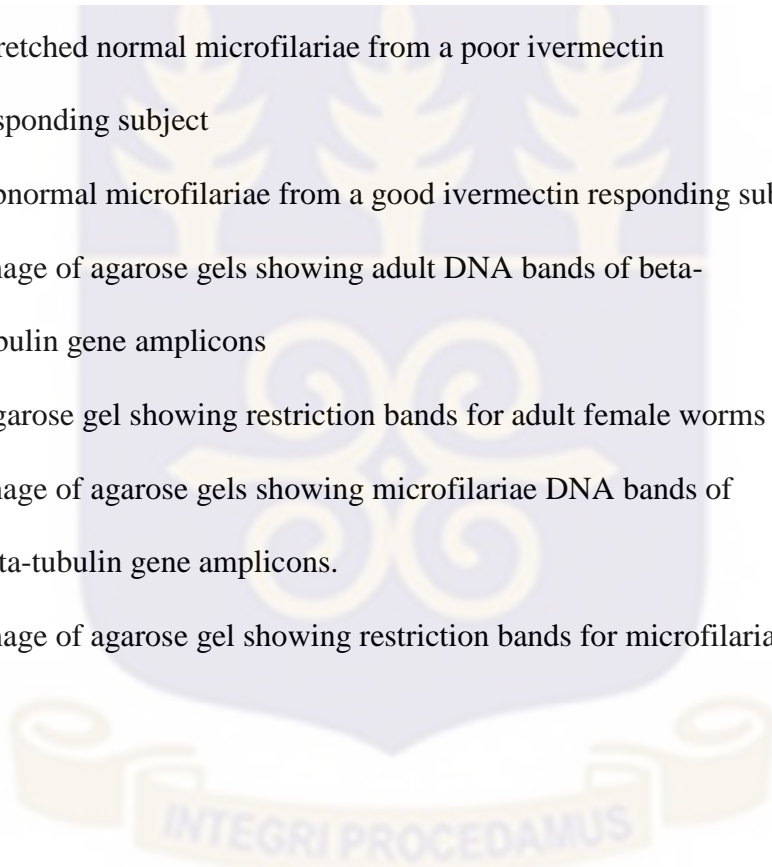 retched normal microfilariae from a poor ivermectin
sponding subject
bnormal microfilariae from a good ivermectin responding sub
mage of agarose gels showing adult DNA bands of beta-
bulin gene amplicons
garose gel showing restriction bands for adult female worms
mage of agarose gels showing microfilariae DNA bands of
ta-tubulin gene amplicons.
mage of agarose gel showing restriction bands for microfilaria
INTEGRI PROCEDAMUS